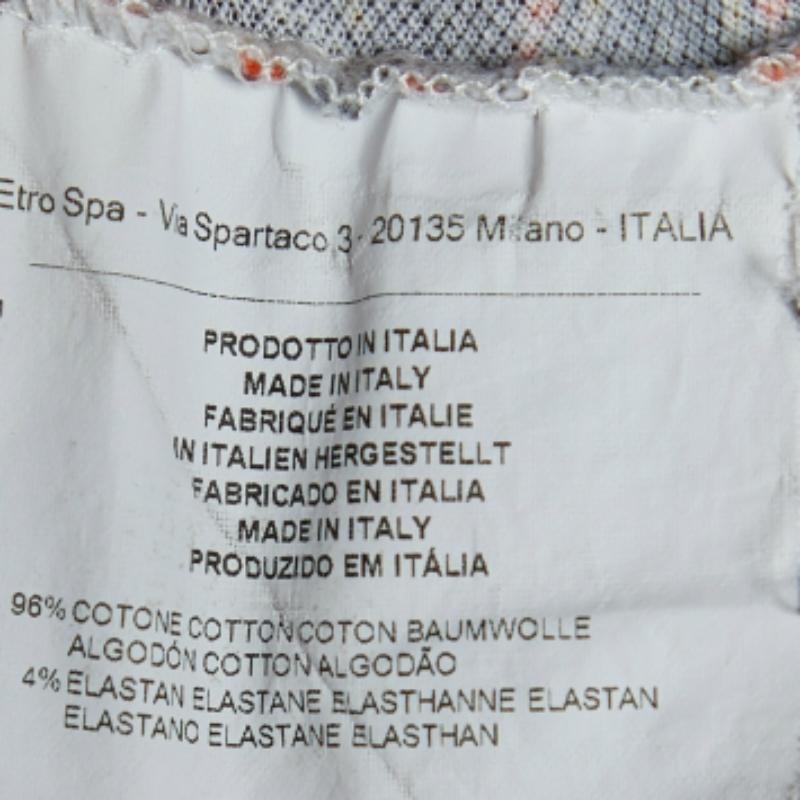 Etro Spa - Via Spartaco 3 - 20135 Milano - ITALIA
PRODOTTO IN ITALIA
MADE IN ITALY
FABRIQUÉ EN ITALIE
IN ITALIEN HERGESTELLT
FABRICADO EN ITALIA
MADE IN ITALY
PRODUZIDO EM ITÁLIA
96% COTONE COTTON COTON BAUMWOLLE
ALGODÓN COTTON ALGODÃO
4% ELASTAN ELASTANE ELASTHANNE ELASTAN
ELASTANO ELASTANE ELASTHAN